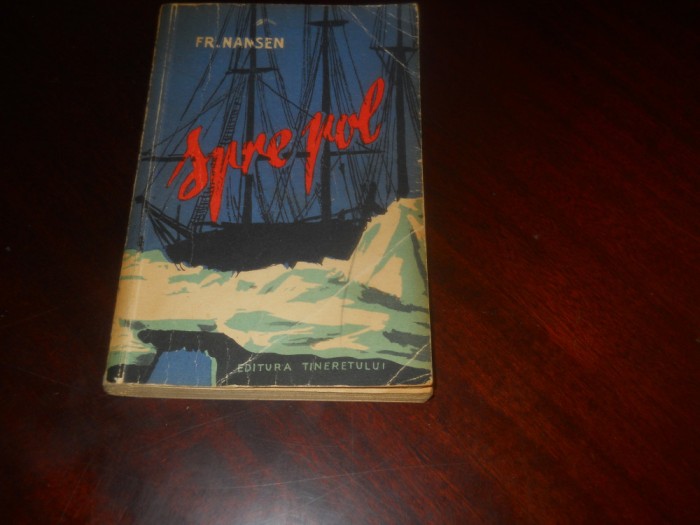 FR. NANSEN
Spre pol
EDITURA TINERETULUI